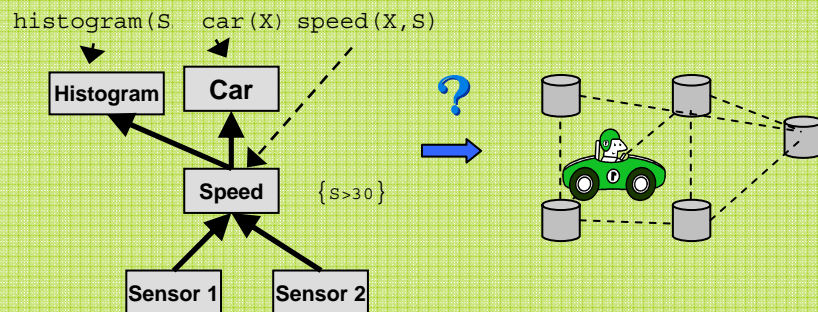 histogram(S car(X) speed(X,S)
Histogram
Car
?
Speed
{S>30}
Sensor 1
Sensor 2